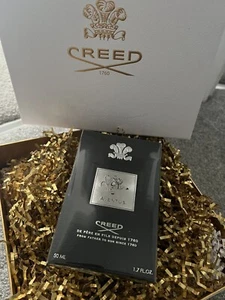 CREED
1760
CREED
DE PÈRE EN FILS DEPUIS 1760
FROM FATHER TO SON SINCE 1760
50 ML
1.7 FL.OZ.